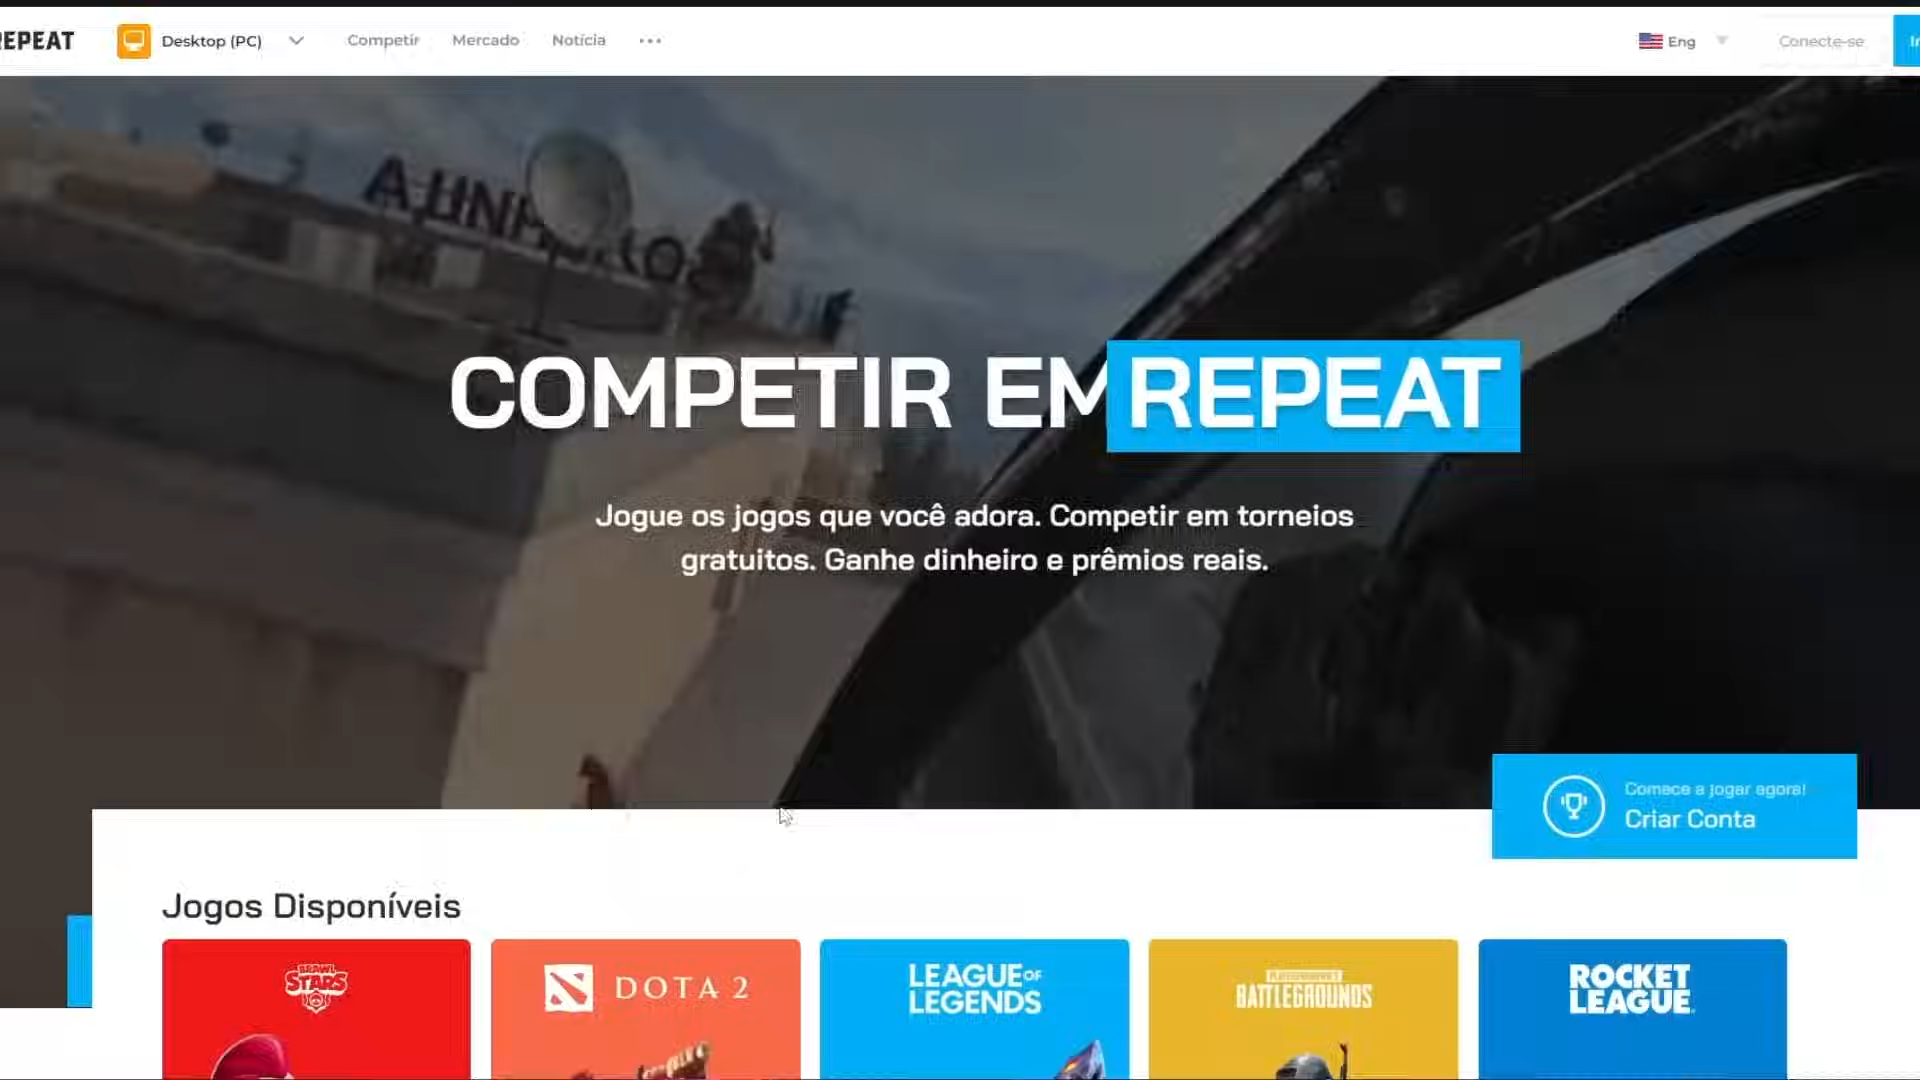 REPEAT
Desktop (PC)
Competir
Mercado
Notícia
Eng
Conecte-se
COMPETIR EM REPEAT
Jogue os jogos que você adora. Competir em torneios
gratuitos. Ganhe dinheiro e prêmios reais.
Comece a jogar agora!
Criar Conta
Jogos Disponíveis
BRAWL
STARS
DOTA 2
LEAGUE OF
LEGENDS
PLAYERUNKNOWN'S
BATTLEGROUNDS
ROCKET
LEAGUE